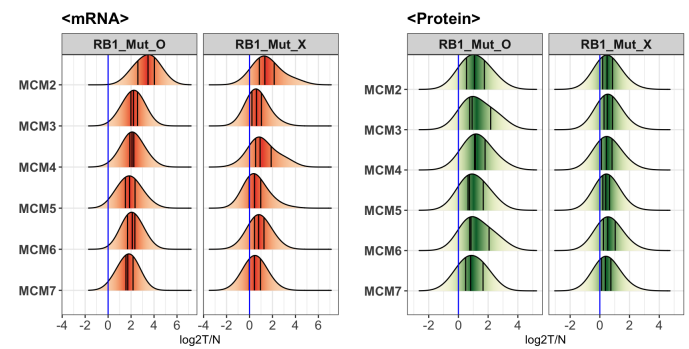 <mRNA>
RB1_Mut_O RB1_Mut_X
MCM2
MCM3
MCM4
MCM5
MCM6
MCM7
-4 -2 0 2 4 6 -4 -2 0 2 4 6
log2T/N
<Protein>
RB1_Mut_O RB1_Mut_X
MCM2
MCM3
MCM4
MCM5
MCM6
MCM7
-2 0 2 4 -2 0 2 4
log2T/N